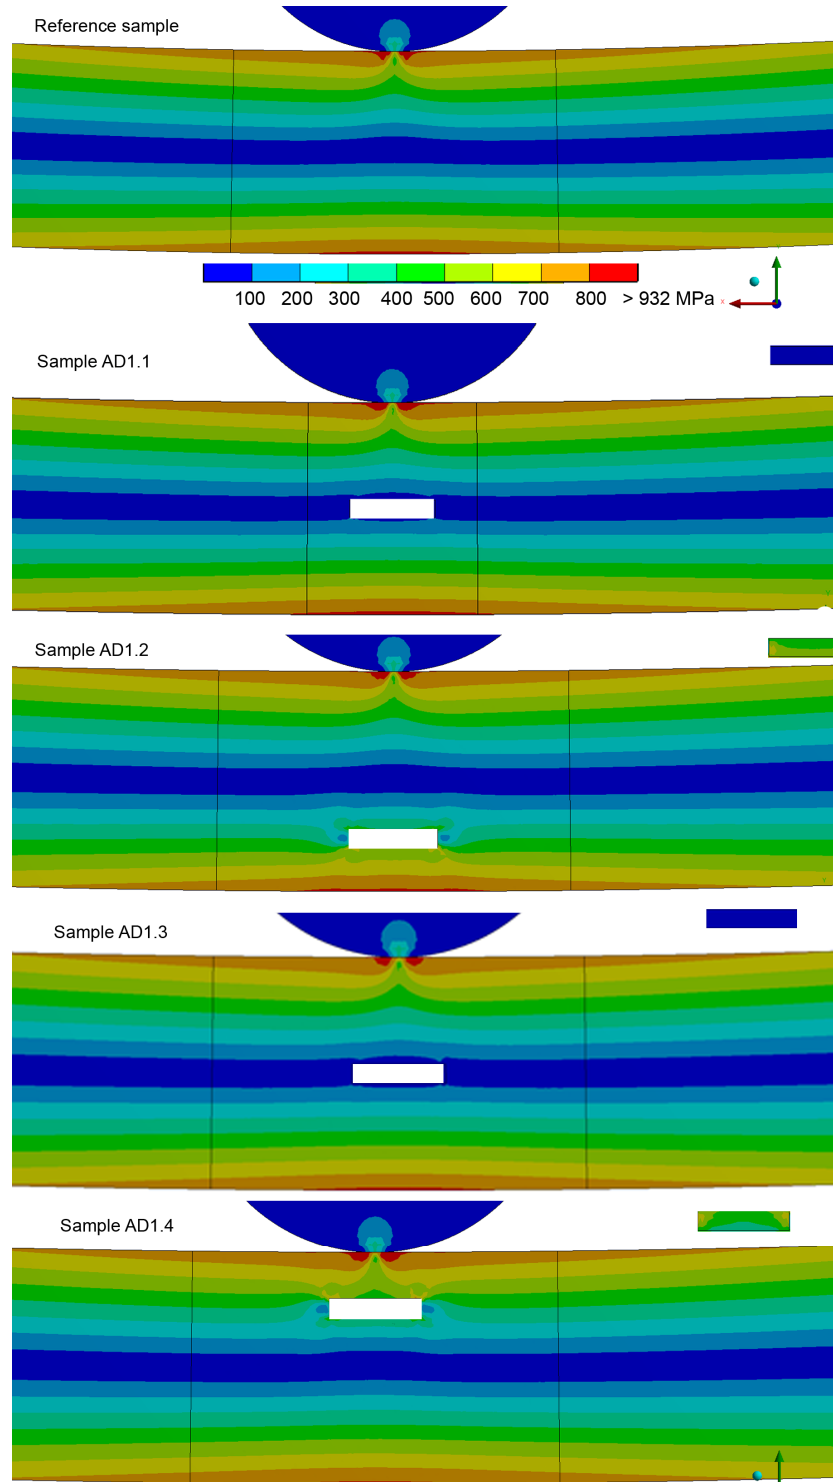 Reference sample
100 200 300 400 500 600 700 800 > 932 MPa
x
Sample AD1.1
Sample AD1.2
Sample AD1.3
Sample AD1.4